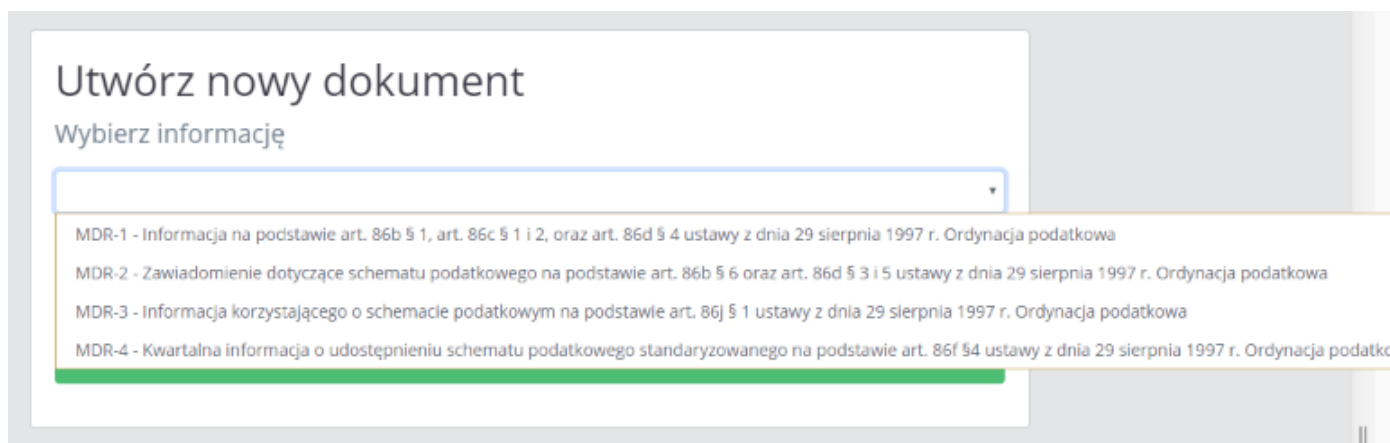 Utwórz nowy dokument
Wybierz informację
MDR-1 - Informacja na podstawie art. 86b § 1, art. 86c § 1 i 2, oraz art. 86d § 4 ustawy z dnia 29 sierpnia 1997 r. Ordynacja podatkowa
MDR-2 - Zawiadomienie dotyczące schematu podatkowego na podstawie art. 86b § 6 oraz art. 86d § 3 i 5 ustawy z dnia 29 sierpnia 1997 r. Ordynacja podatkowa
MDR-3 - Informacja korzystającego o schemacie podatkowym na podstawie art. 86j § 1 ustawy z dnia 29 sierpnia 1997 r. Ordynacja podatkowa
MDR-4 - Kwartalna informacja o udostępnieniu schematu podatkowego standaryzowanego na podstawie art. 86f §4 ustawy z dnia 29 sierpnia 1997 r. Ordynacja